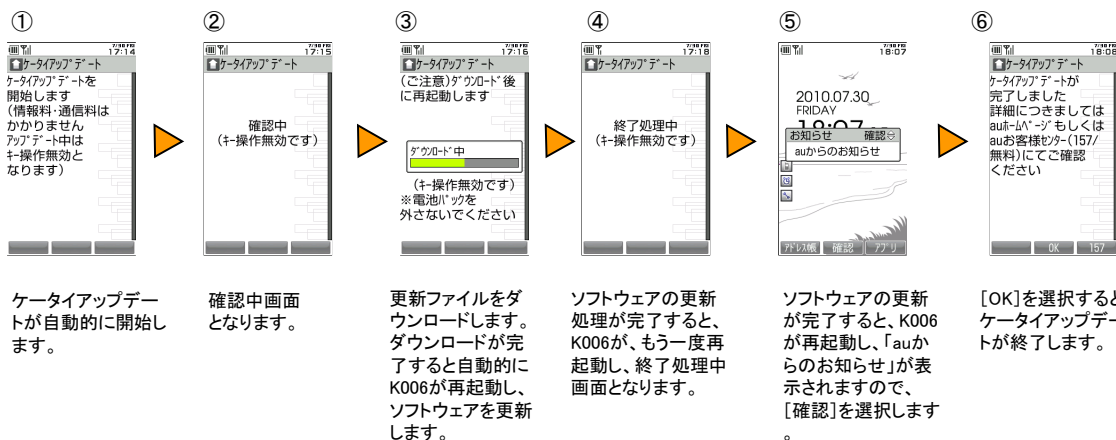 ①
②
③
④
⑤
⑥
17:14
ケータイアップデート
ケータイアップデートを
開始します
(情報料・通信料は
かかりません
アップデート中は
キー操作無効と
なります)
17:15
ケータイアップデート
確認中
(キー操作無効です)
17:16
ケータイアップデート
(ご注意)ダウンロード後
に再起動します
ダウンロード中
(キー操作無効です)
※電池パックを
外さないでください
17:18
ケータイアップデート
終了処理中
(キー操作無効です)
18:07
2010.07.30
FRIDAY
18:07
お知らせ 確認
auからのお知らせ
アドレス帳 確認 アプリ
18:08
ケータイアップデート
ケータイアップデートが
完了しました
詳細につきましては
auホームページもしくは
auお客様センター(157/
無料)にてご確認
ください
OK 157
ケータイアップデー
トが自動的に開始し
ます。
確認中画面
となります。
更新ファイルをダ
ウンロードします。
ダウンロードが完
了すると自動的に
K006が再起動し、
ソフトウェアを更新
します。
ソフトウェアの更新
処理が完了すると、
K006が、もう一度再
起動し、終了処理中
画面となります。
ソフトウェアの更新
が完了すると、K006
が再起動し、「auか
らのお知らせ」が表
示されますので、
[確認]を選択します
。
[OK]を選択すると
ケータイアップデー
トが終了します。